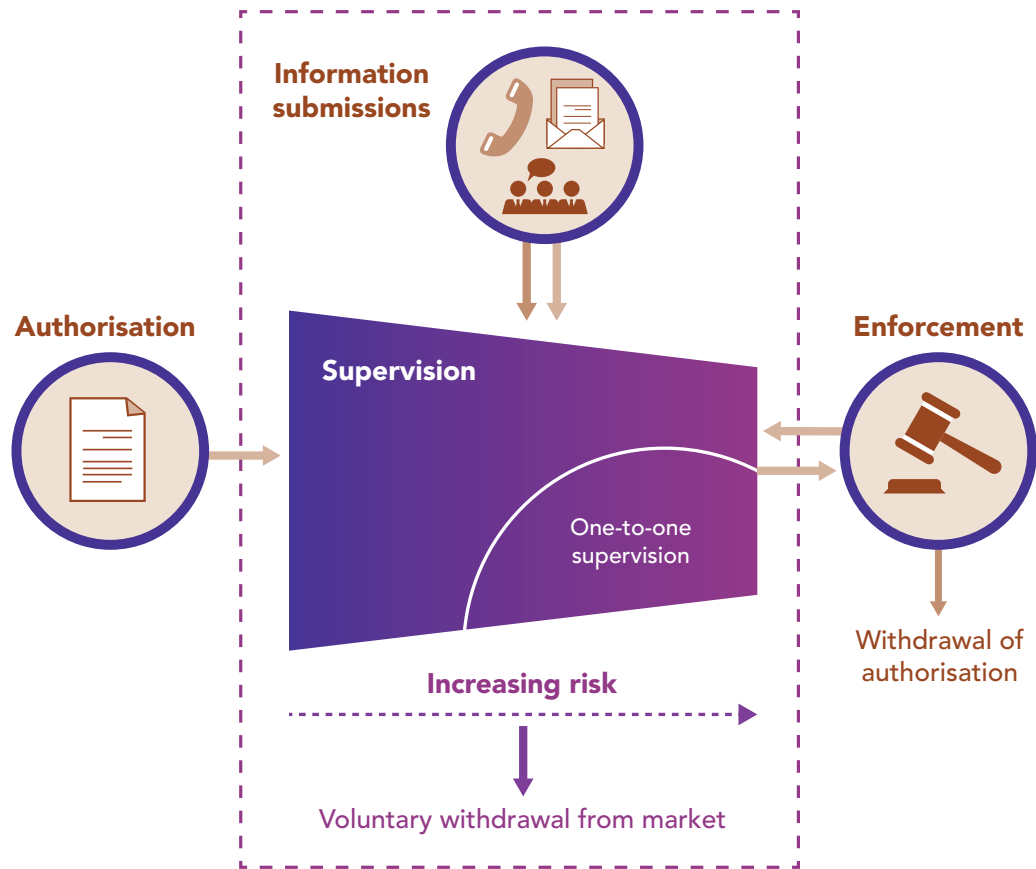 Information
submissions
Authorisation
Enforcement
Supervision
One-to-one
supervision
Withdrawal of
authorisation
Increasing risk
Voluntary withdrawal from market